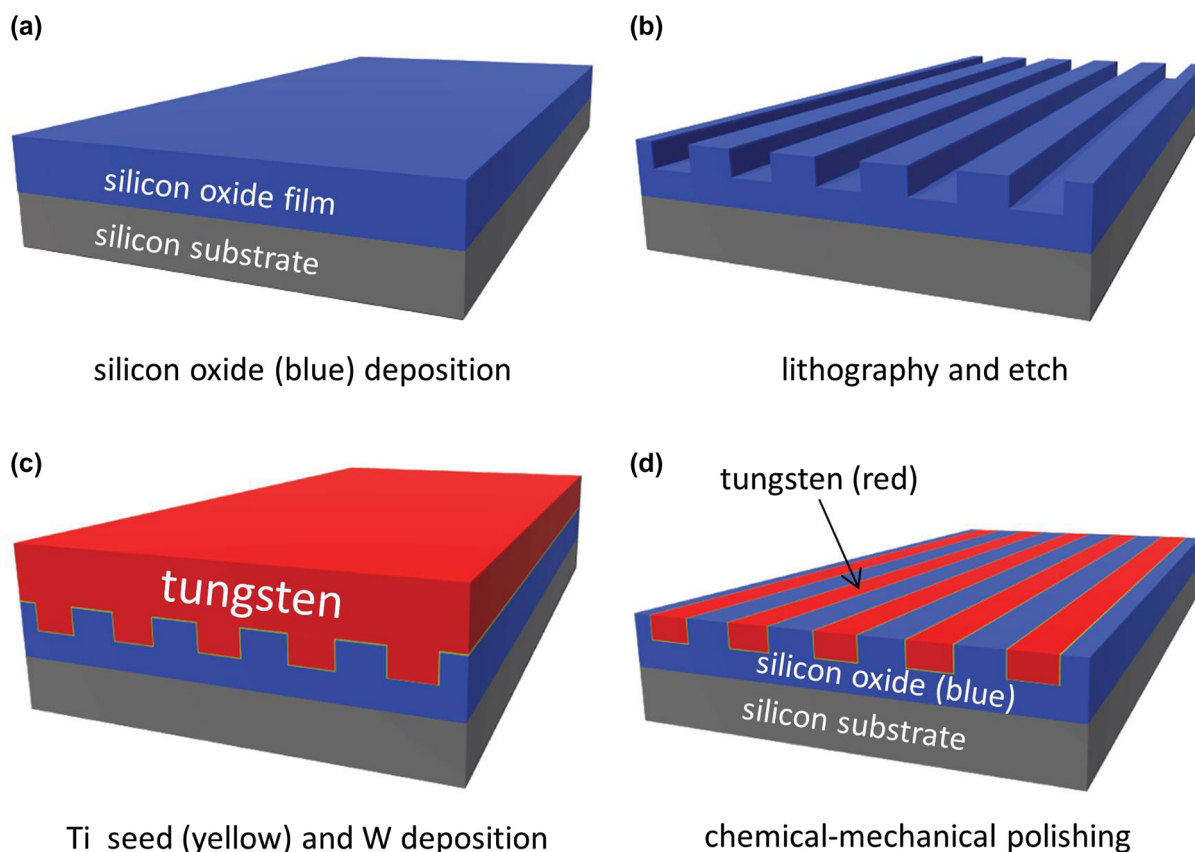 (a)
silicon oxide film
silicon substrate
silicon oxide (blue) deposition
(b)
lithography and etch
(c)
tungsten
Ti seed (yellow) and W deposition
(d)
tungsten (red)
silicon oxide (blue)
silicon substrate
chemical-mechanical polishing